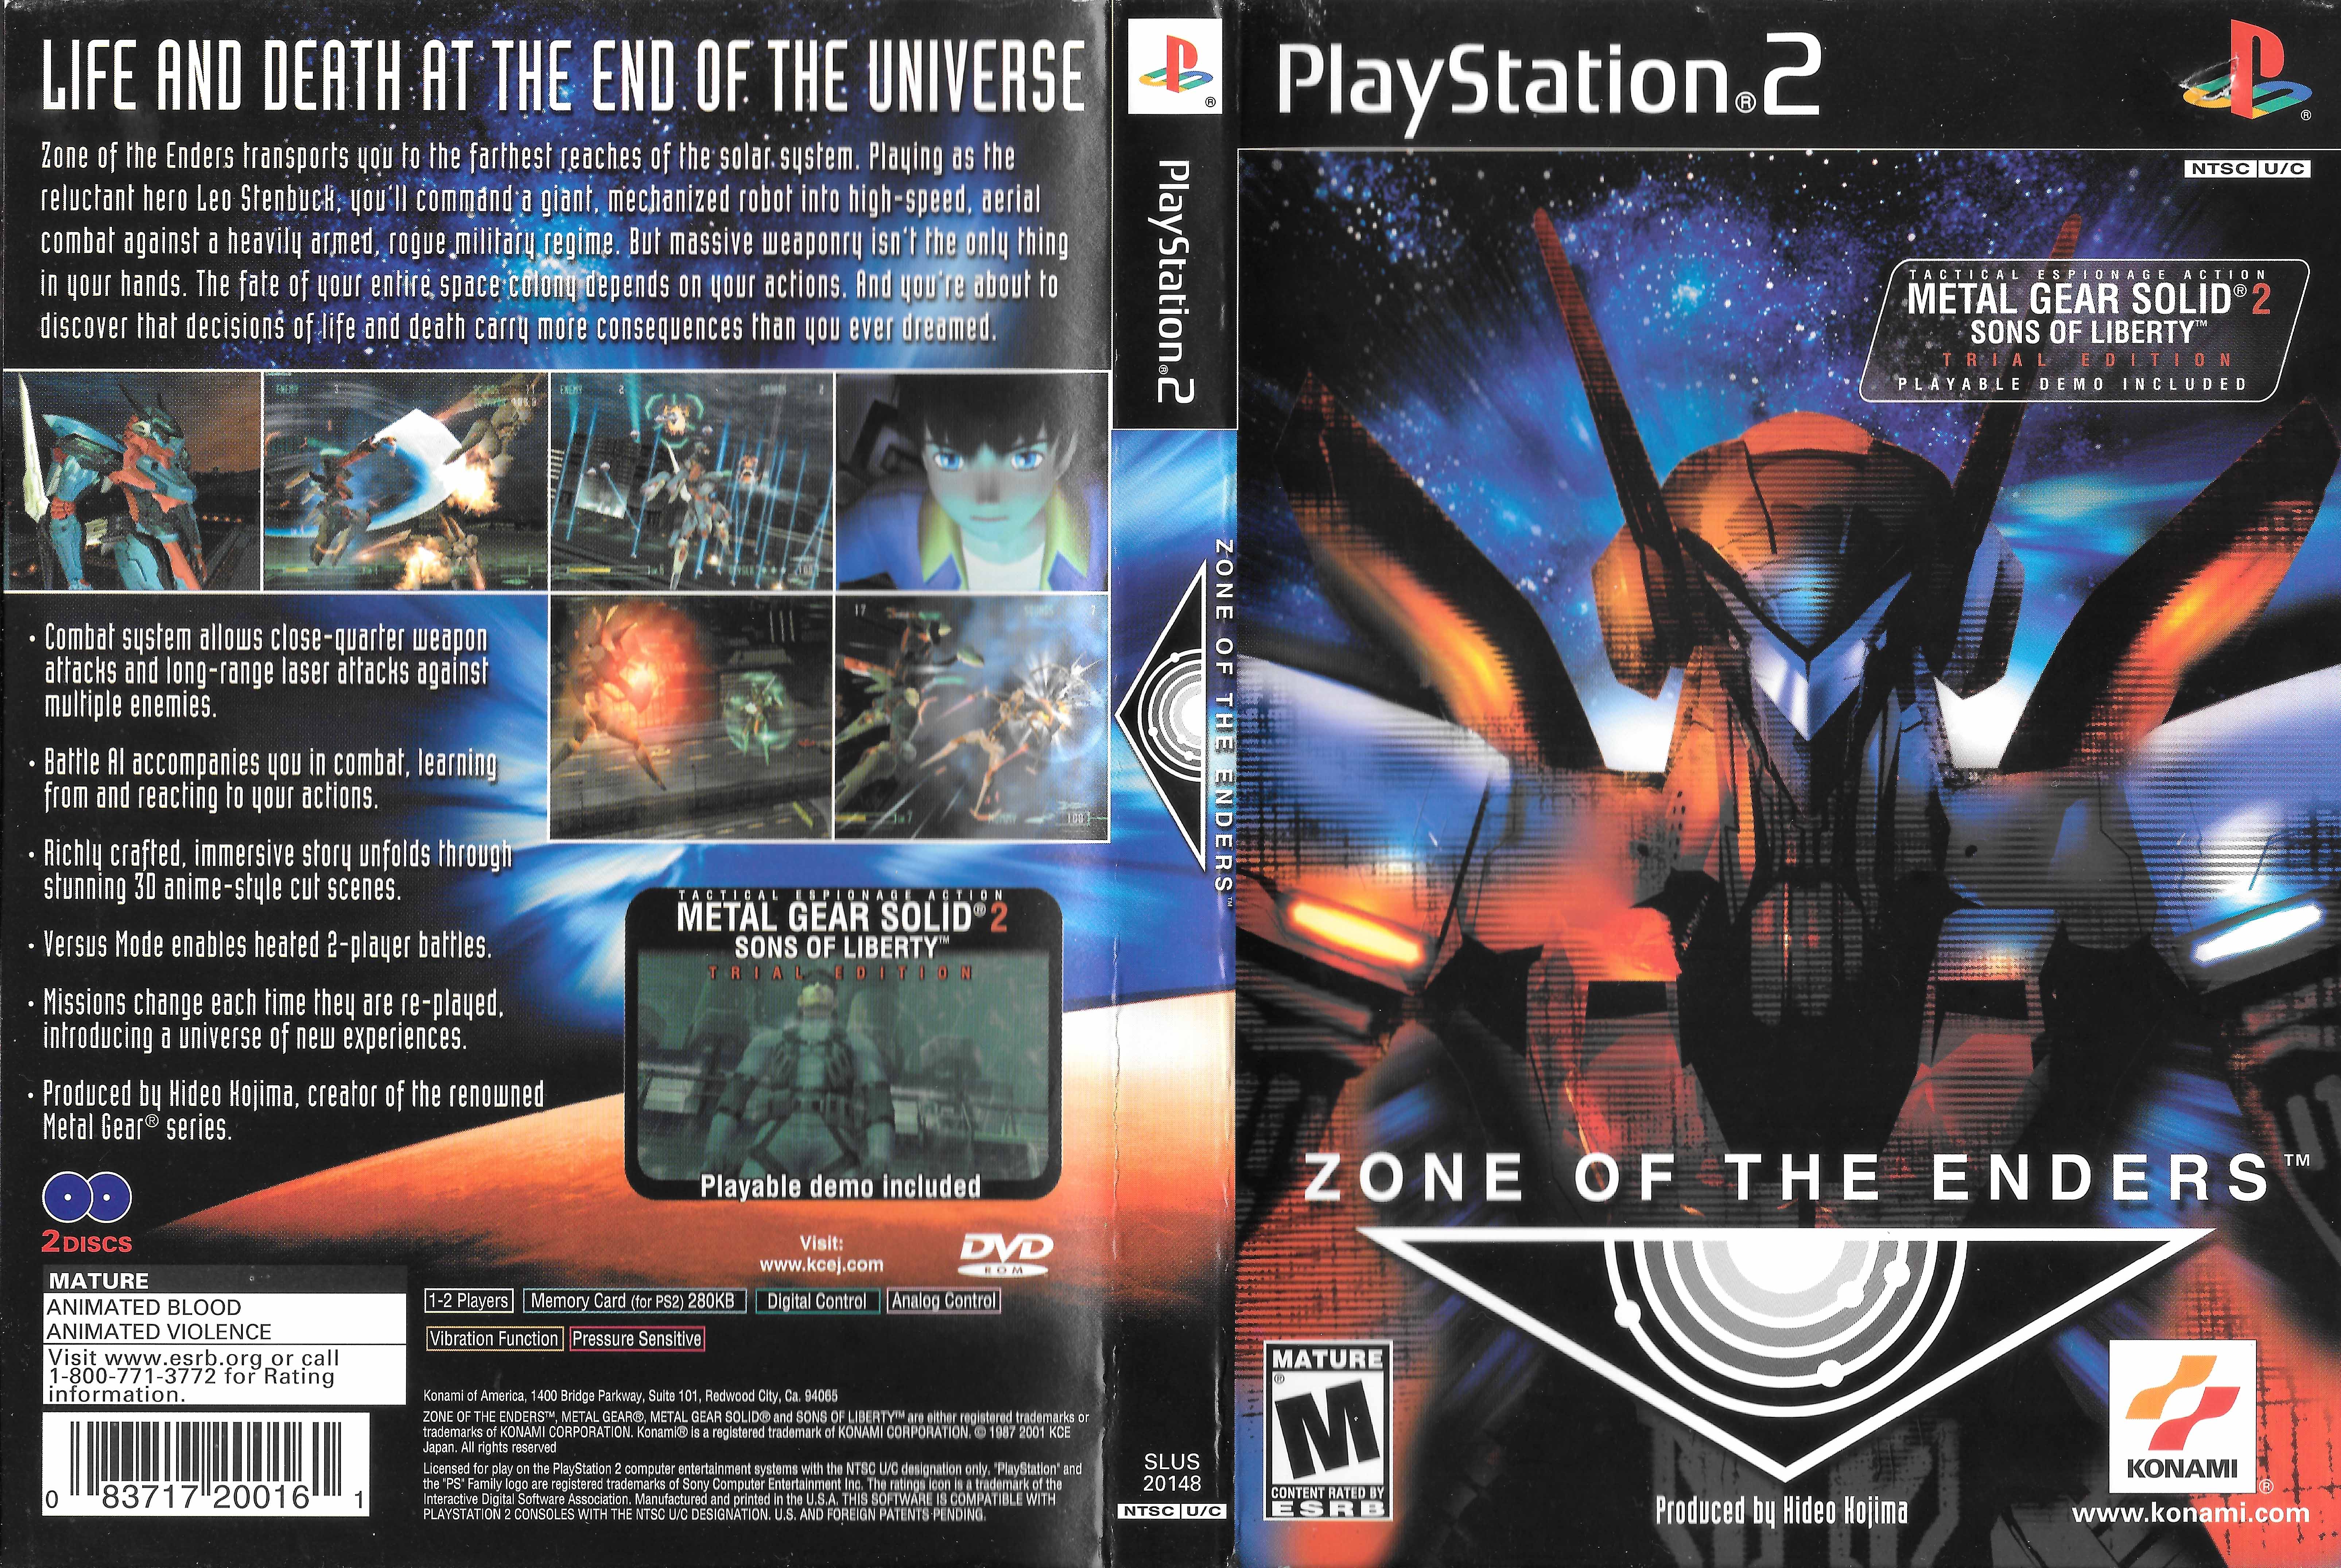 LIFE AND DEATH AT THE END OF THE UNIVERSE
Zone of the Enders transports you to the farthest reaches of the solar system. Playing as the
reluctant hero Leo Stenbuck, you'll command a giant, mechanized robot into high-speed, aerial
combat against a heavily armed, rogue military regime. But massive weaponry isn't the only thing
in your hands. The fate of your entire space colony depends on your actions. And you're about to
discover that decisions of life and death carry more consequences than you ever dreamed.
ENEMY 3
ENEMY 2
• Combat system allows close-quarter weapon
attacks and long-range laser attacks against
multiple enemies.
• Battle AI accompanies you in combat, learning
from and reacting to your actions.
• Richly crafted, immersive story unfolds through
stunning 3D anime-style cut scenes.
• Versus Mode enables heated 2-player battles.
• Missions change each time they are re-played,
introducing a universe of new experiences.
• Produced by Hideo Kojima, creator of the renowned
Metal Gear® series.
TACTICAL ESPIONAGE ACTION
METAL GEAR SOLID® 2
SONS OF LIBERTY™
TRIAL EDITION
Playable demo included
2 DISCS
Visit:
www.kcej.com
DVD
ROM
MATURE
ANIMATED BLOOD
ANIMATED VIOLENCE
Visit www.esrb.org or call
1-800-771-3772 for Rating
information.
1-2 Players Memory Card (for PS2) 280KB Digital Control Analog Control
Vibration Function Pressure Sensitive
0 83717 20016 1
Konami of America, 1400 Bridge Parkway, Suite 101, Redwood City, Ca. 94065
ZONE OF THE ENDERS™, METAL GEAR®, METAL GEAR SOLID® and SONS OF LIBERTY™ are either registered trademarks or
trademarks of KONAMI CORPORATION. Konami® is a registered trademark of KONAMI CORPORATION. © 1987 2001 KCE
Japan. All rights reserved
Licensed for play on the PlayStation 2 computer entertainment systems with the NTSC U/C designation only. "PlayStation" and
the "PS" Family logo are registered trademarks of Sony Computer Entertainment Inc. The ratings icon is a trademark of the
Interactive Digital Software Association. Manufactured and printed in the U.S.A. THIS SOFTWARE IS COMPATIBLE WITH
PLAYSTATION 2 CONSOLES WITH THE NTSC U/C DESIGNATION. U.S. AND FOREIGN PATENTS PENDING.
PlayStation®2
ZONE OF THE ENDERS™
SLUS
20148
NTSC U/C
PlayStation®2
NTSC U/C
TACTICAL ESPIONAGE ACTION
METAL GEAR SOLID® 2
SONS OF LIBERTY™
TRIAL EDITION
PLAYABLE DEMO INCLUDED
ZONE OF THE ENDERS™
MATURE
M
CONTENT RATED BY
ESRB
Produced by Hideo Kojima
KONAMI®
www.konami.com